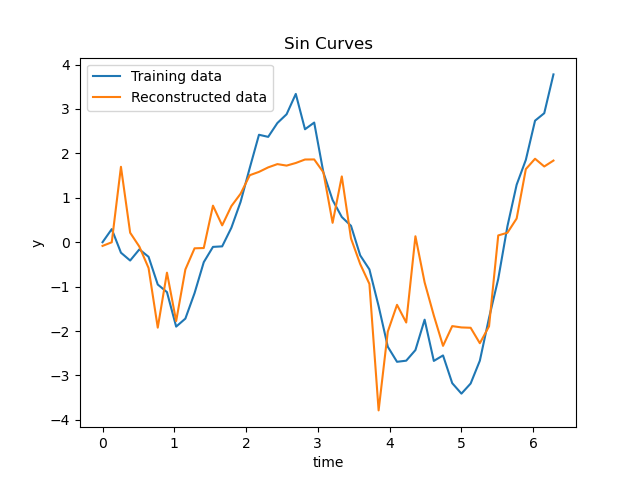 Sin Curves
Training data
Reconstructed data
y
4
3
2
1
0
−1
−2
−3
−4
0 1 2 3 4 5 6
time